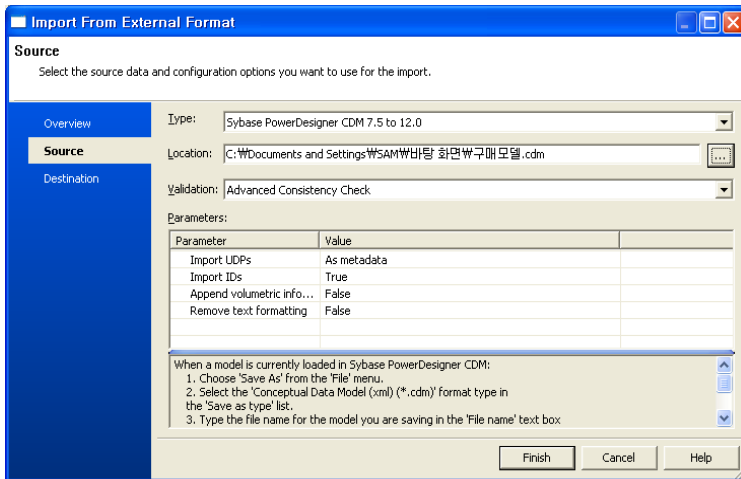 Import From External Format
Source
Select the source data and configuration options you want to use for the import.
Overview
Source
Destination
Type: Sybase PowerDesigner CDM 7.5 to 12.0
Location: C:₩Documents and Settings₩SAM₩바탕 화면₩구매모델.cdm ...
Validation: Advanced Consistency Check
Parameters:
Parameter Value
Import UDPs As metadata
Import IDs True
Append volumetric info... False
Remove text formatting False
When a model is currently loaded in Sybase PowerDesigner CDM:
1. Choose 'Save As' from the 'File' menu.
2. Select the 'Conceptual Data Model (xml) (*.cdm)' format type in
the 'Save as type' list.
3. Type the file name for the model you are saving in the 'File name' text box
Finish Cancel Help